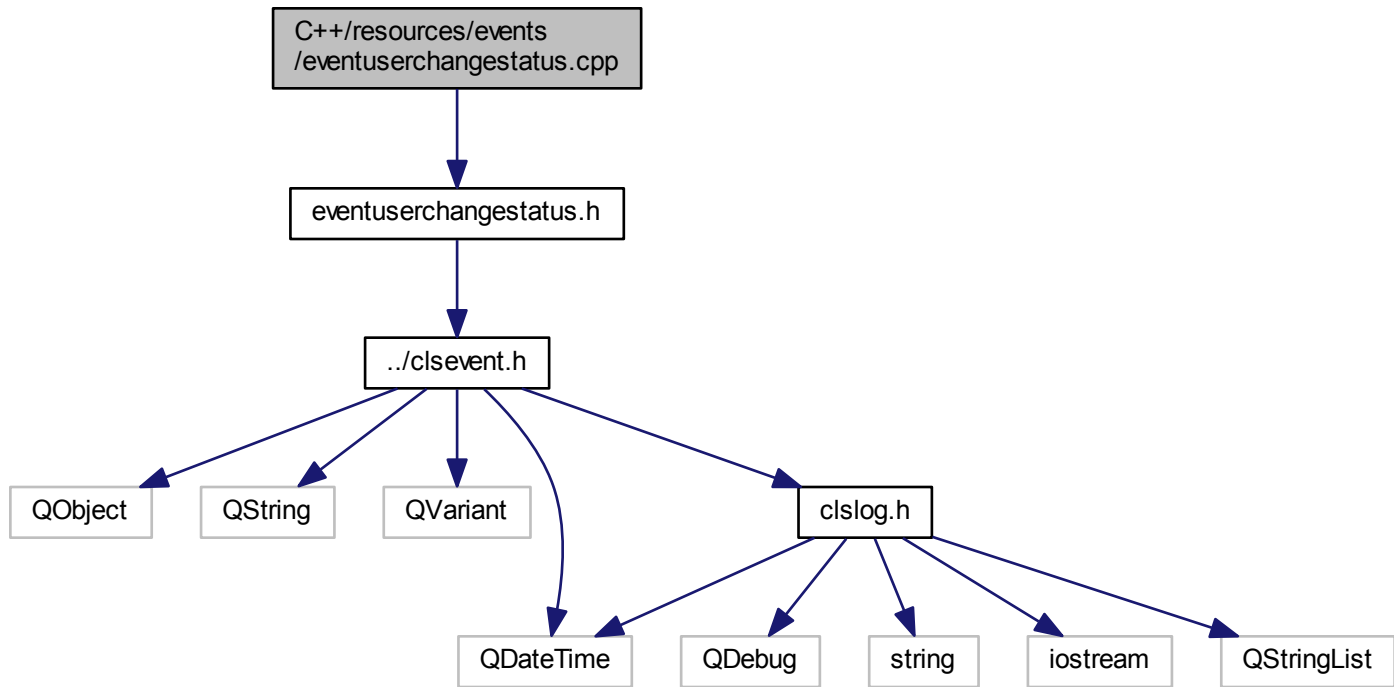 C++/resources/events
/eventuserchangestatus.cpp
eventuserchangestatus.h
../clsevent.h
QObject
QString
QVariant
clslog.h
QDateTime
QDebug
string
iostream
QStringList